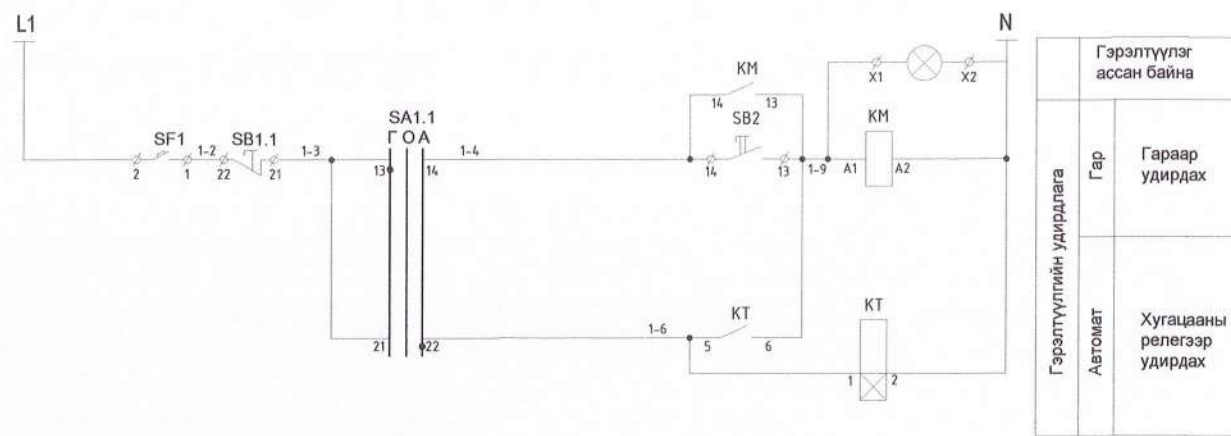 L1
N
SF1
2
1
1-2
SB1.1
22
21
1-3
SA1.1
Г О А
13
14
1-4
21
22
1-6
KM
14
13
SB2
14
13
1-9
X1
X2
KM
A1
A2
KT
5
6
KT
1
2
Гэрэлтүүлэг
ассан байна
Гэрэлтүүлгийн удирдлага
Гар
Гараар
удирдах
Автомат
Хугацааны
релегээр
удирдах